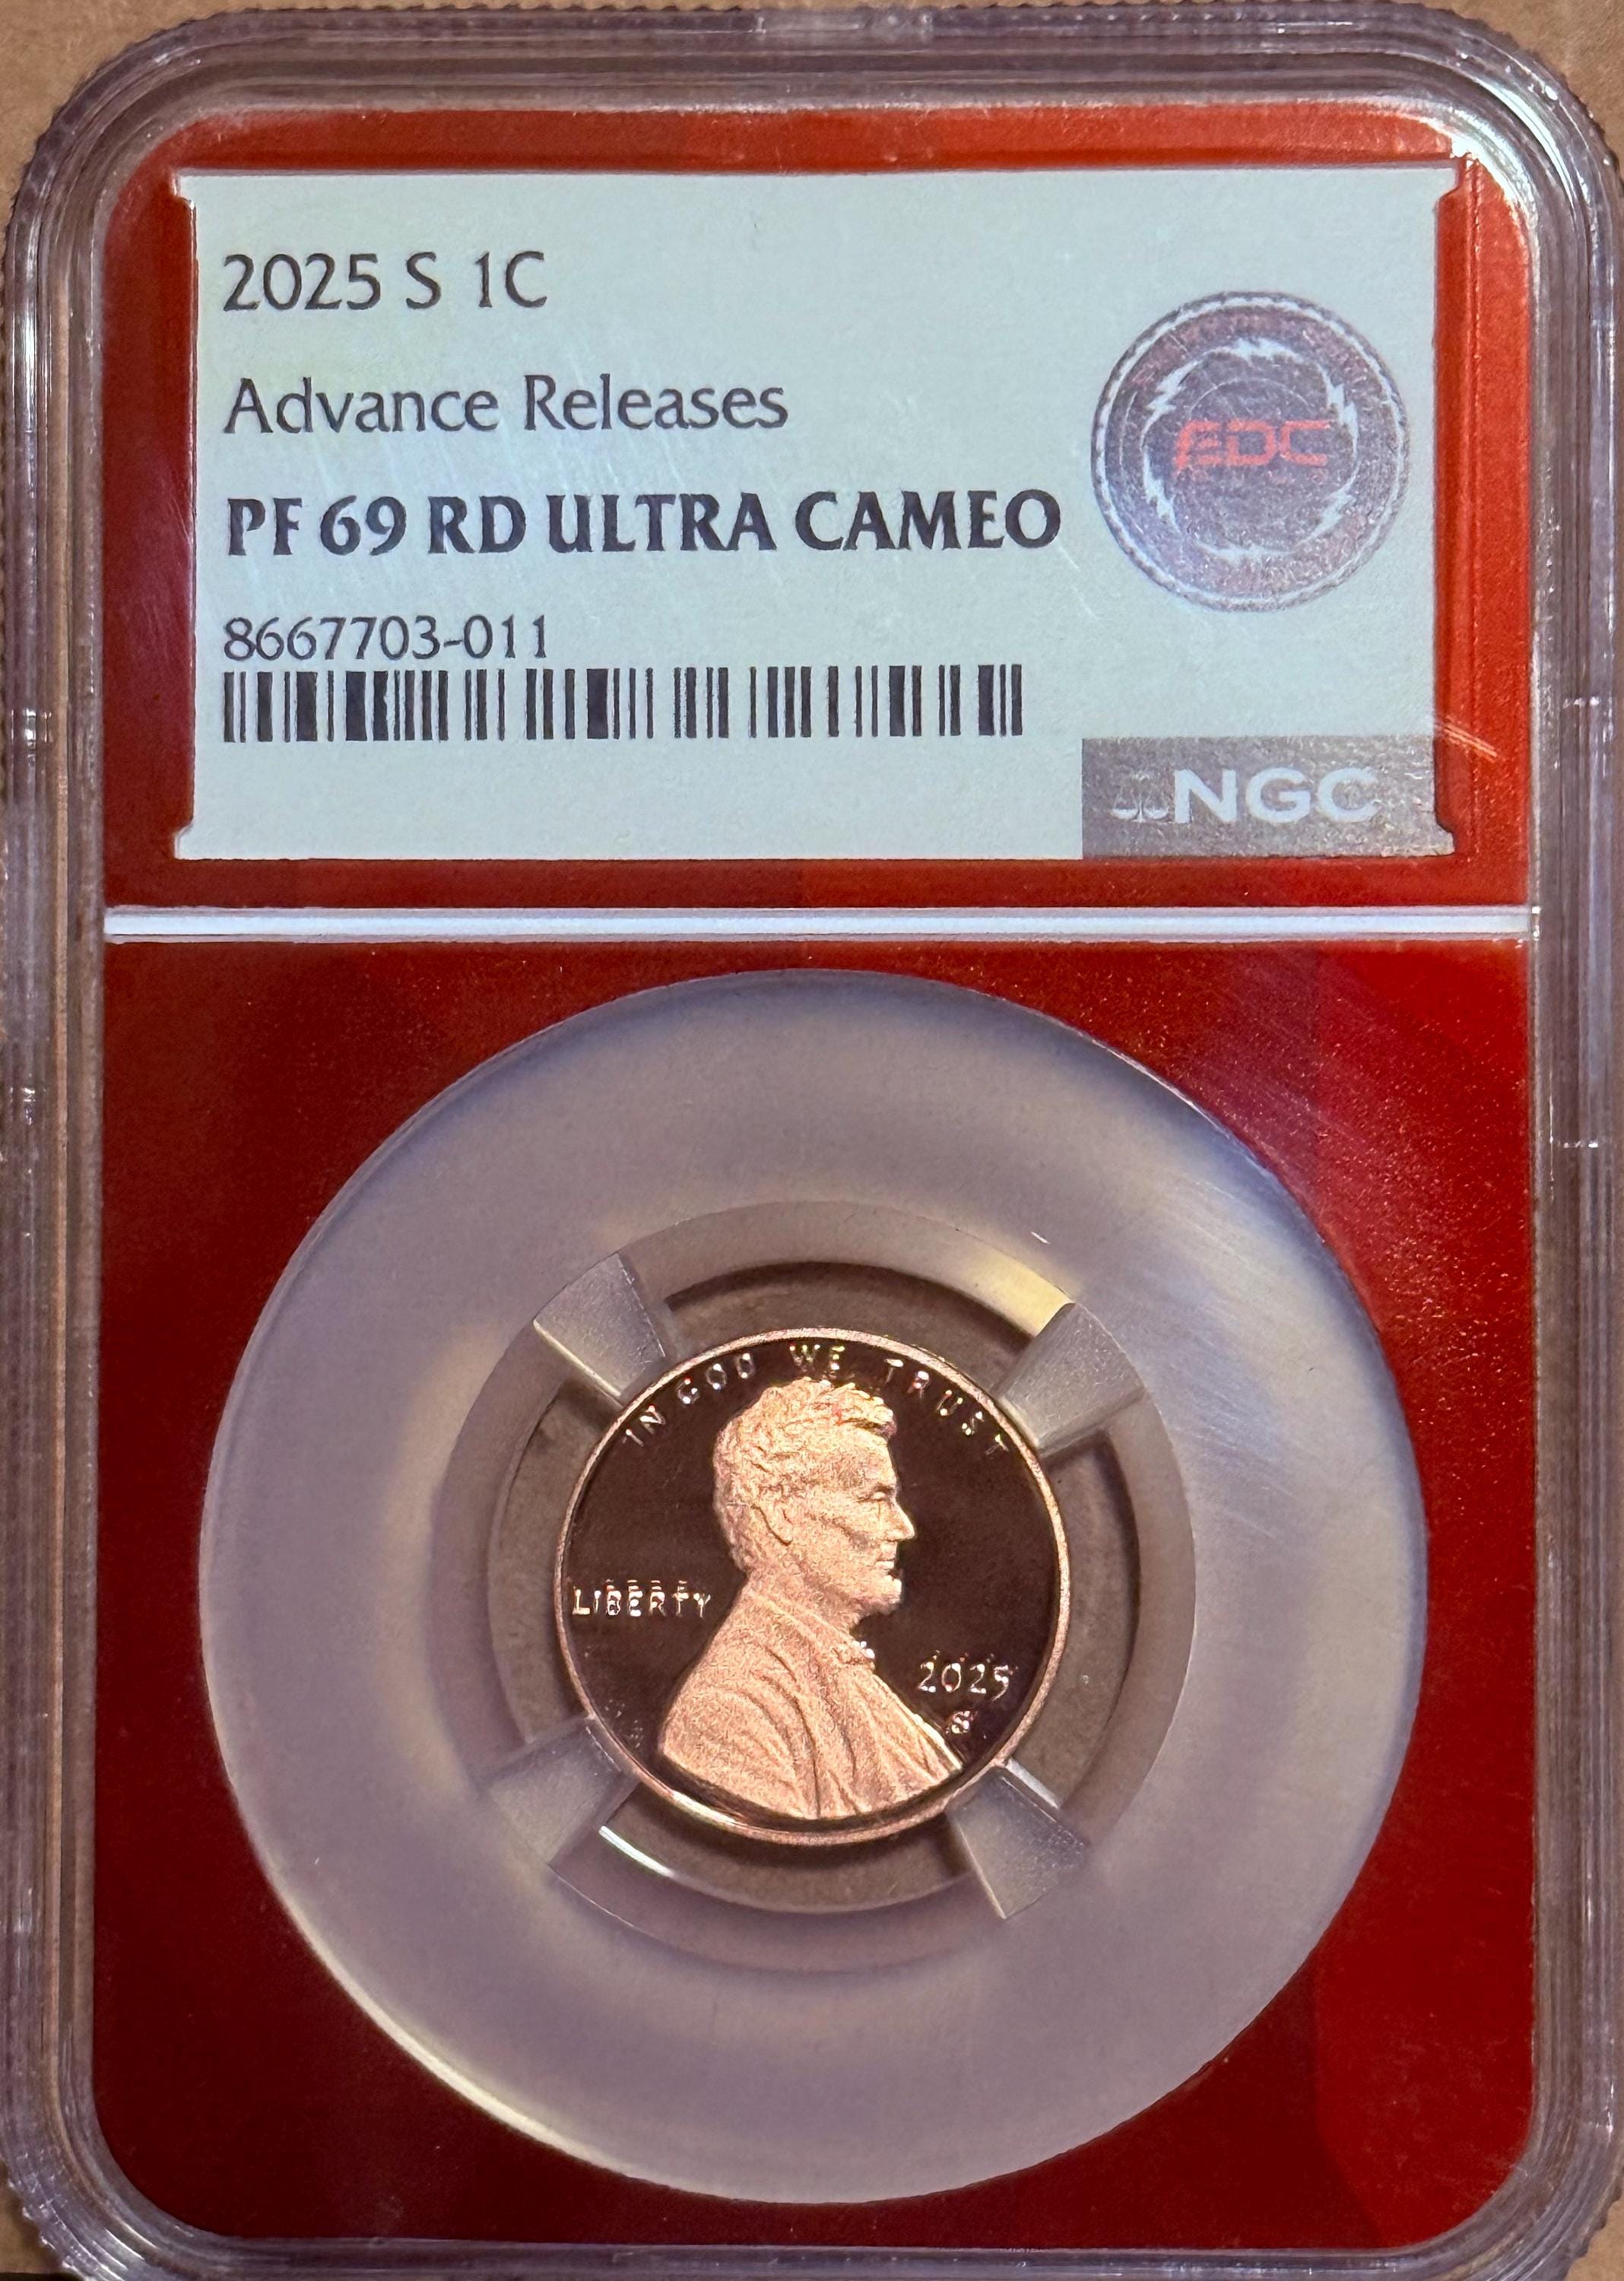 2025 S 1C
Advance Releases
PF 69 RD ULTRA CAMEO
8667703-011
EDC
NGC
IN GOD WE TRUST
LIBERTY
2025
S